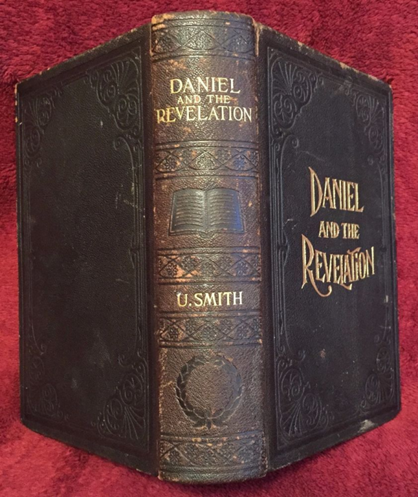 DANIEL
AND THE
REVELATION
U. SMITH
DANIEL
AND THE
REVELATION